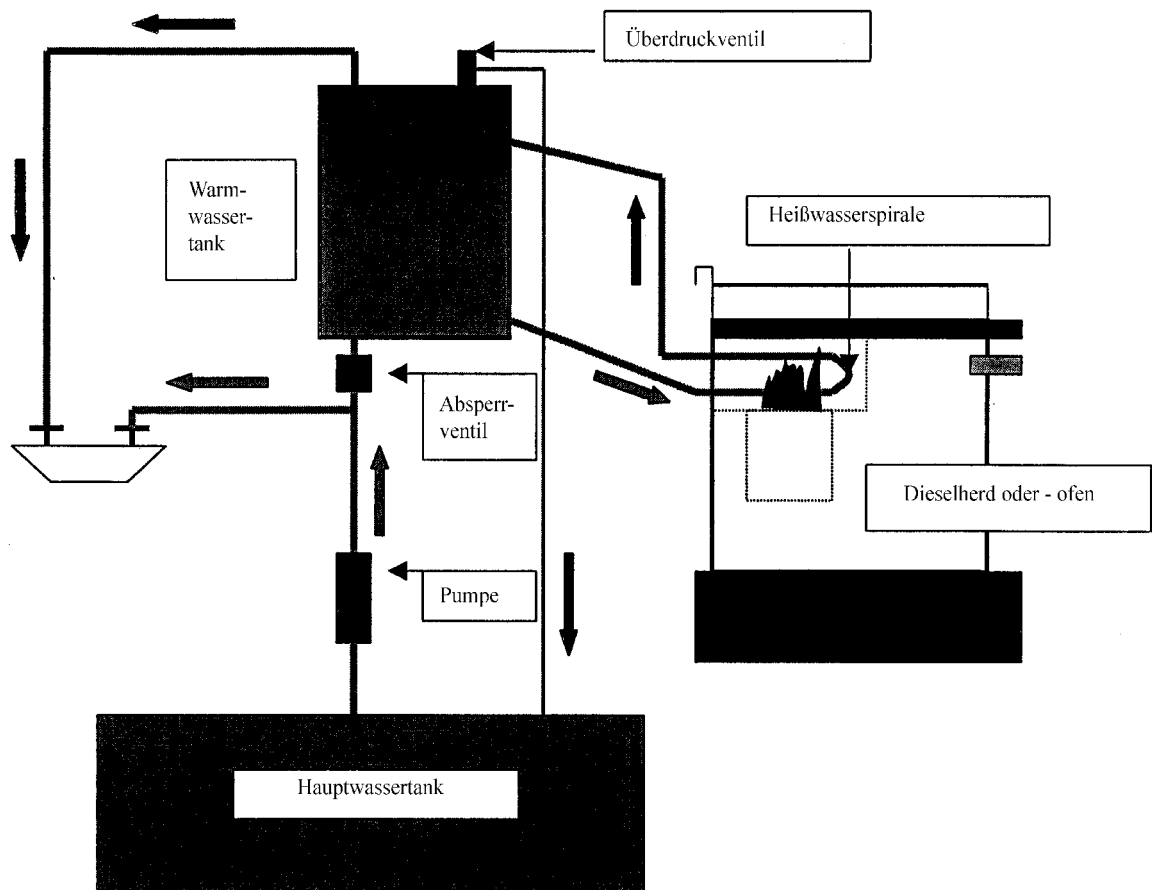 Überdruckventil
Warm-
wasser-
tank
Heißwasserspirale
Absperr-
ventil
Dieselherd oder - ofen
Pumpe
Hauptwassertank